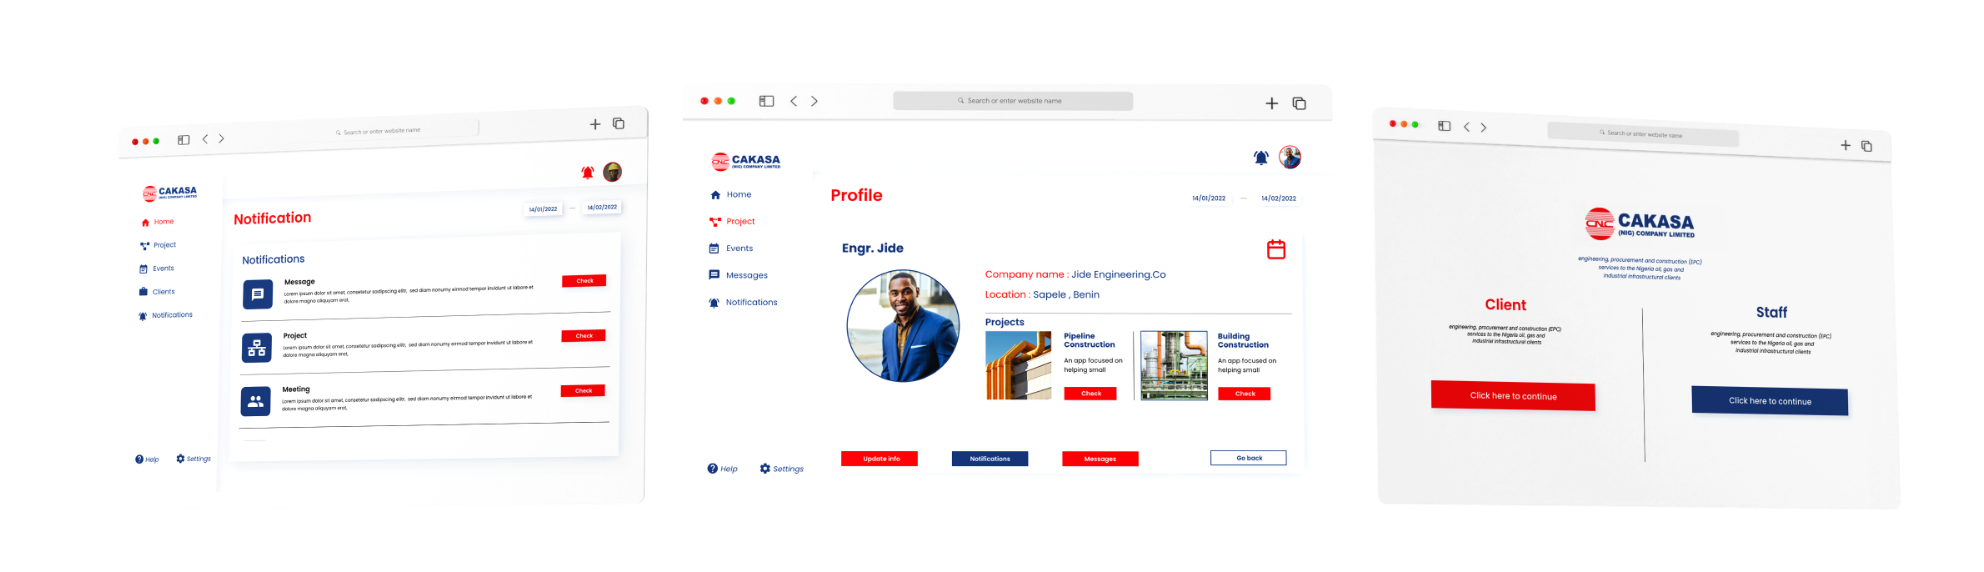 Search or enter website name
CNC CAKASA
(NIG) COMPANY LIMITED
Home
Project
Events
Clients
Notifications
Help
Settings
Notification
14/01/2022 — 14/02/2022
Notifications
Message
Lorem ipsum dolor sit amet, consetetur sadipscing elitr, sed diam nonumy eirmod tempor invidunt ut labore et
dolore magna aliquyam erat,
Check
Project
Lorem ipsum dolor sit amet, consetetur sadipscing elitr, sed diam nonumy eirmod tempor invidunt ut labore et
dolore magna aliquyam erat,
Check
Meeting
Lorem ipsum dolor sit amet, consetetur sadipscing elitr, sed diam nonumy eirmod tempor invidunt ut labore et
dolore magna aliquyam erat,
Check
Search or enter website name
CNC CAKASA
(NIG) COMPANY LIMITED
Home
Project
Events
Messages
Notifications
Help
Settings
Profile
14/01/2022 — 14/02/2022
Engr. Jide
Company name : Jide Engineering.Co
Location : Sapele , Benin
Projects
Pipeline
Construction
An app focused on
helping small
Check
Building
Construction
An app focused on
helping small
Check
Update info
Notifications
Messages
Go back
Search or enter website name
CNC CAKASA
(NIG) COMPANY LIMITED
engineering, procurement and construction (EPC)
services to the Nigeria oil, gas and
industrial infrastructural clients
Client
engineering, procurement and construction (EPC)
services to the Nigeria oil, gas and
industrial infrastructural clients
Click here to continue
Staff
engineering, procurement and construction (EPC)
services to the Nigeria oil, gas and
industrial infrastructural clients
Click here to continue